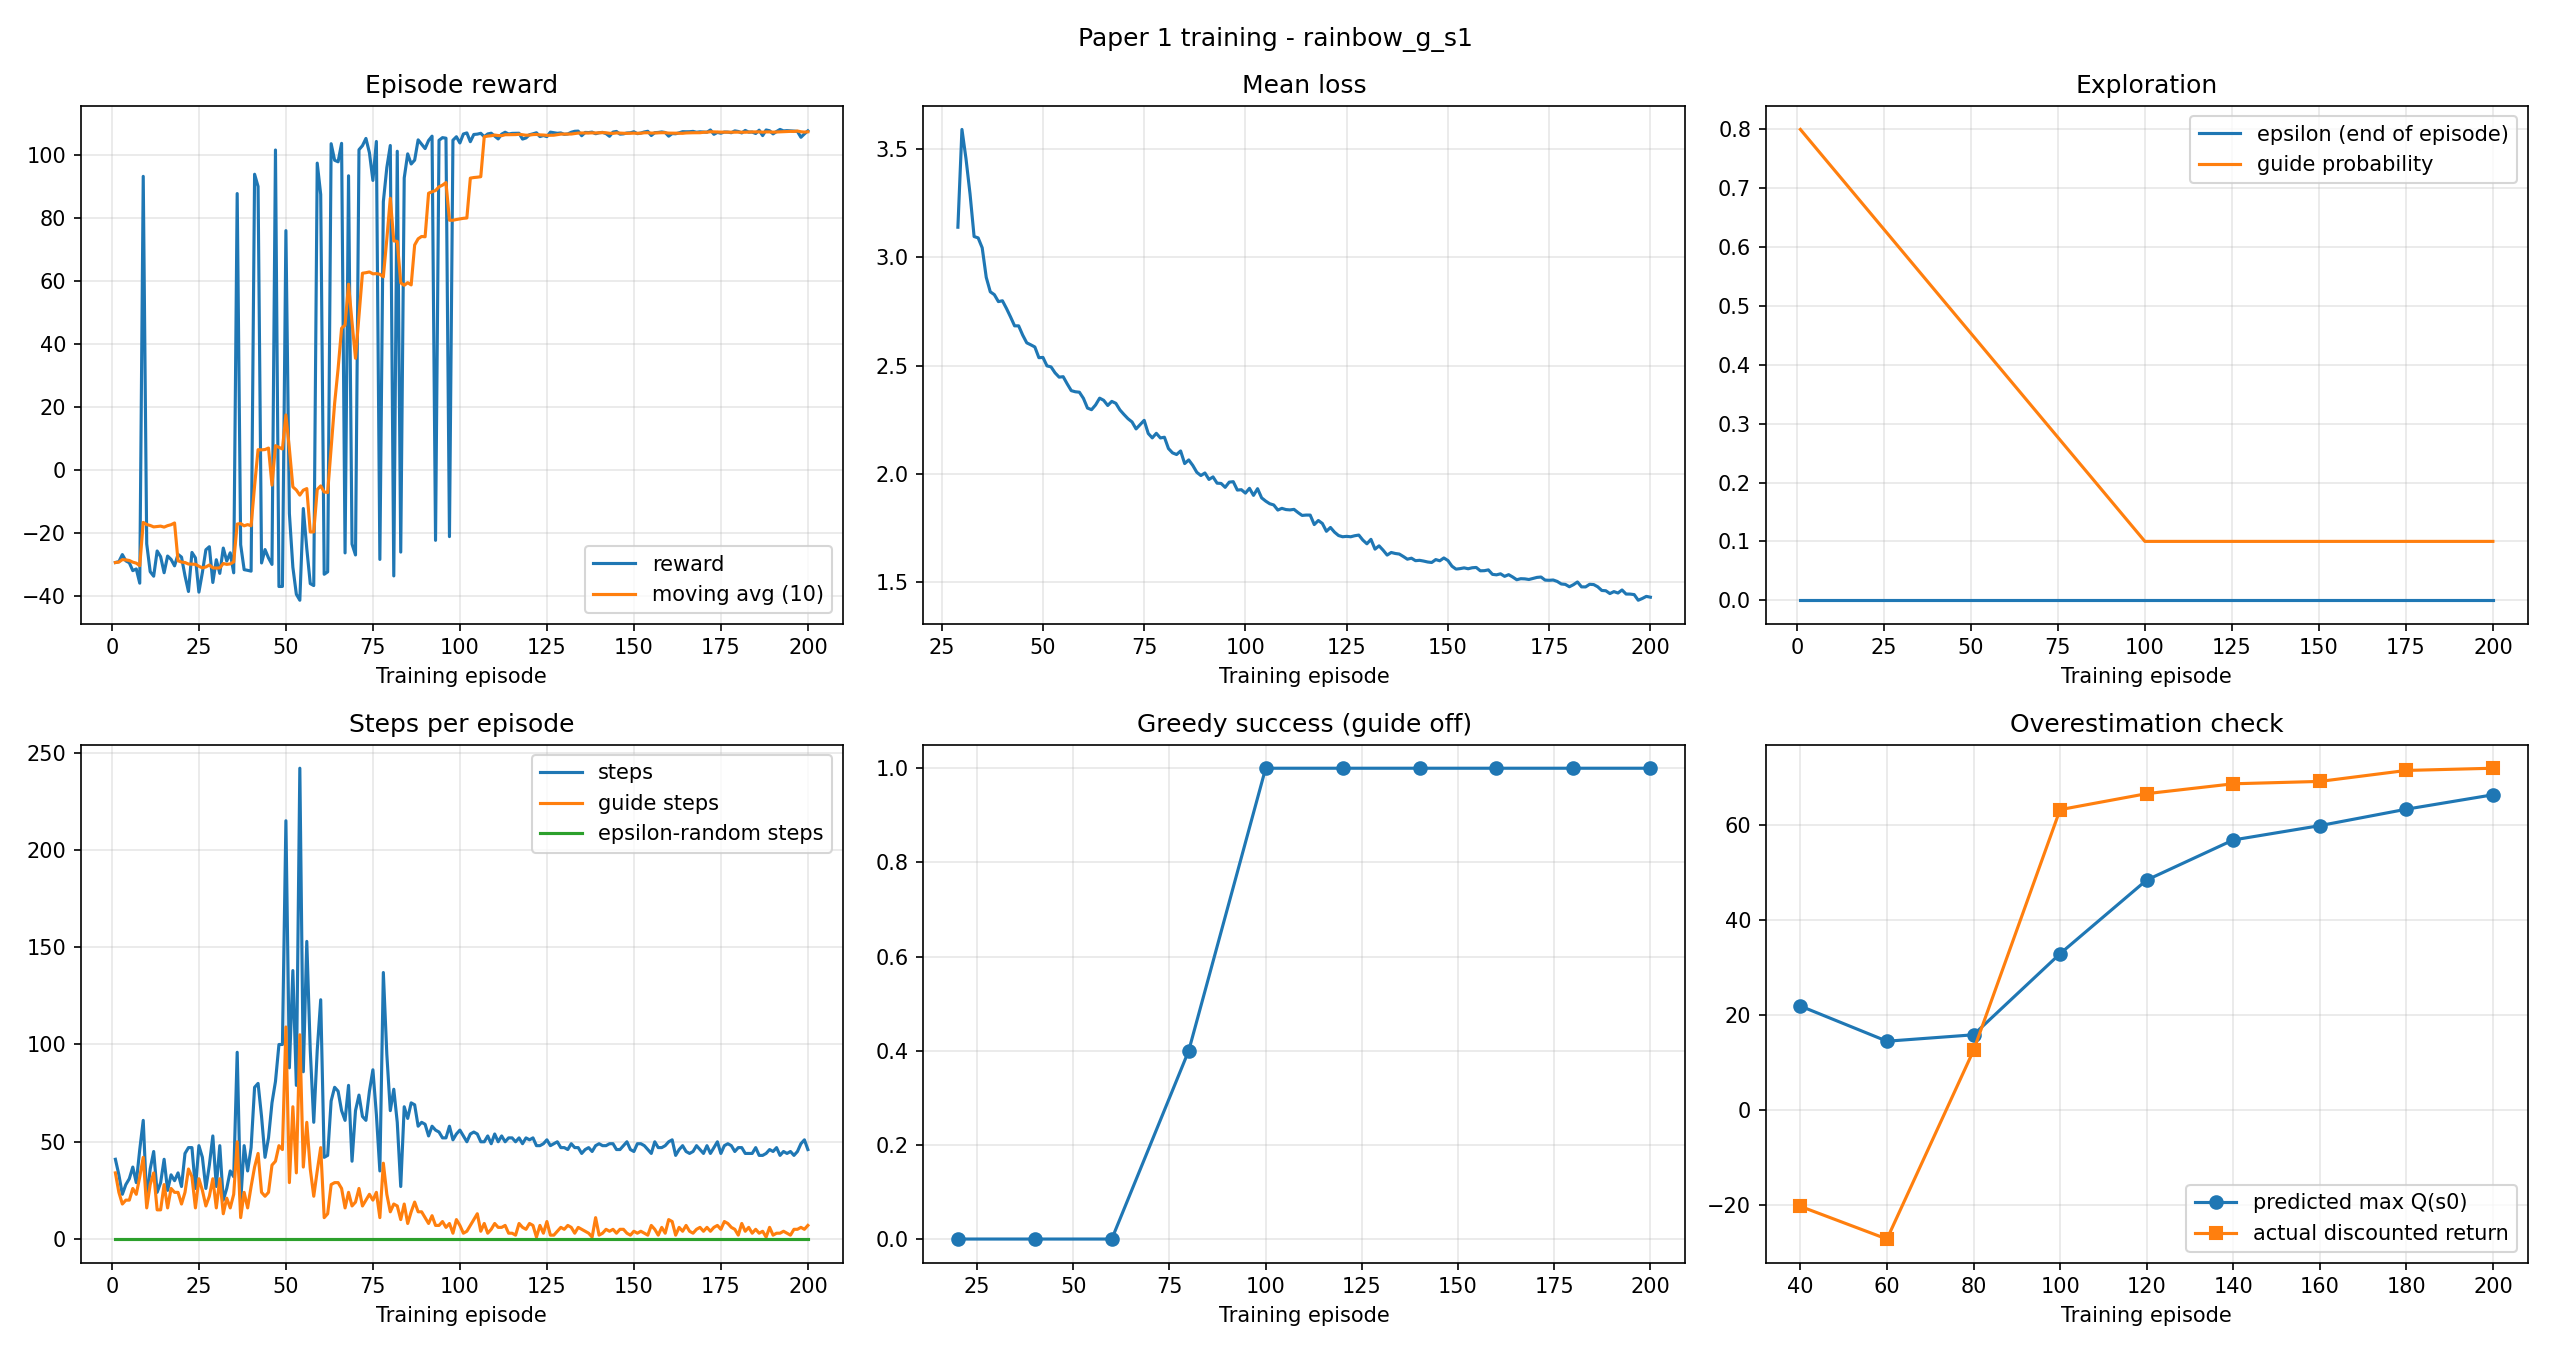 Paper 1 training - rainbow_g_s1
Episode reward
100
80
60
40
20
0
−20
−40
reward
moving avg (10)
0 25 50 75 100 125 150 175 200
Training episode
Mean loss
3.5
3.0
2.5
2.0
1.5
25 50 75 100 125 150 175 200
Training episode
Exploration
0.8
0.7
0.6
0.5
0.4
0.3
0.2
0.1
0.0
epsilon (end of episode)
guide probability
0 25 50 75 100 125 150 175 200
Training episode
Steps per episode
250
200
150
100
50
0
steps
guide steps
epsilon-random steps
0 25 50 75 100 125 150 175 200
Training episode
Greedy success (guide off)
1.0
0.8
0.6
0.4
0.2
0.0
25 50 75 100 125 150 175 200
Training episode
Overestimation check
60
40
20
0
−20
predicted max Q(s0)
actual discounted return
40 60 80 100 120 140 160 180 200
Training episode